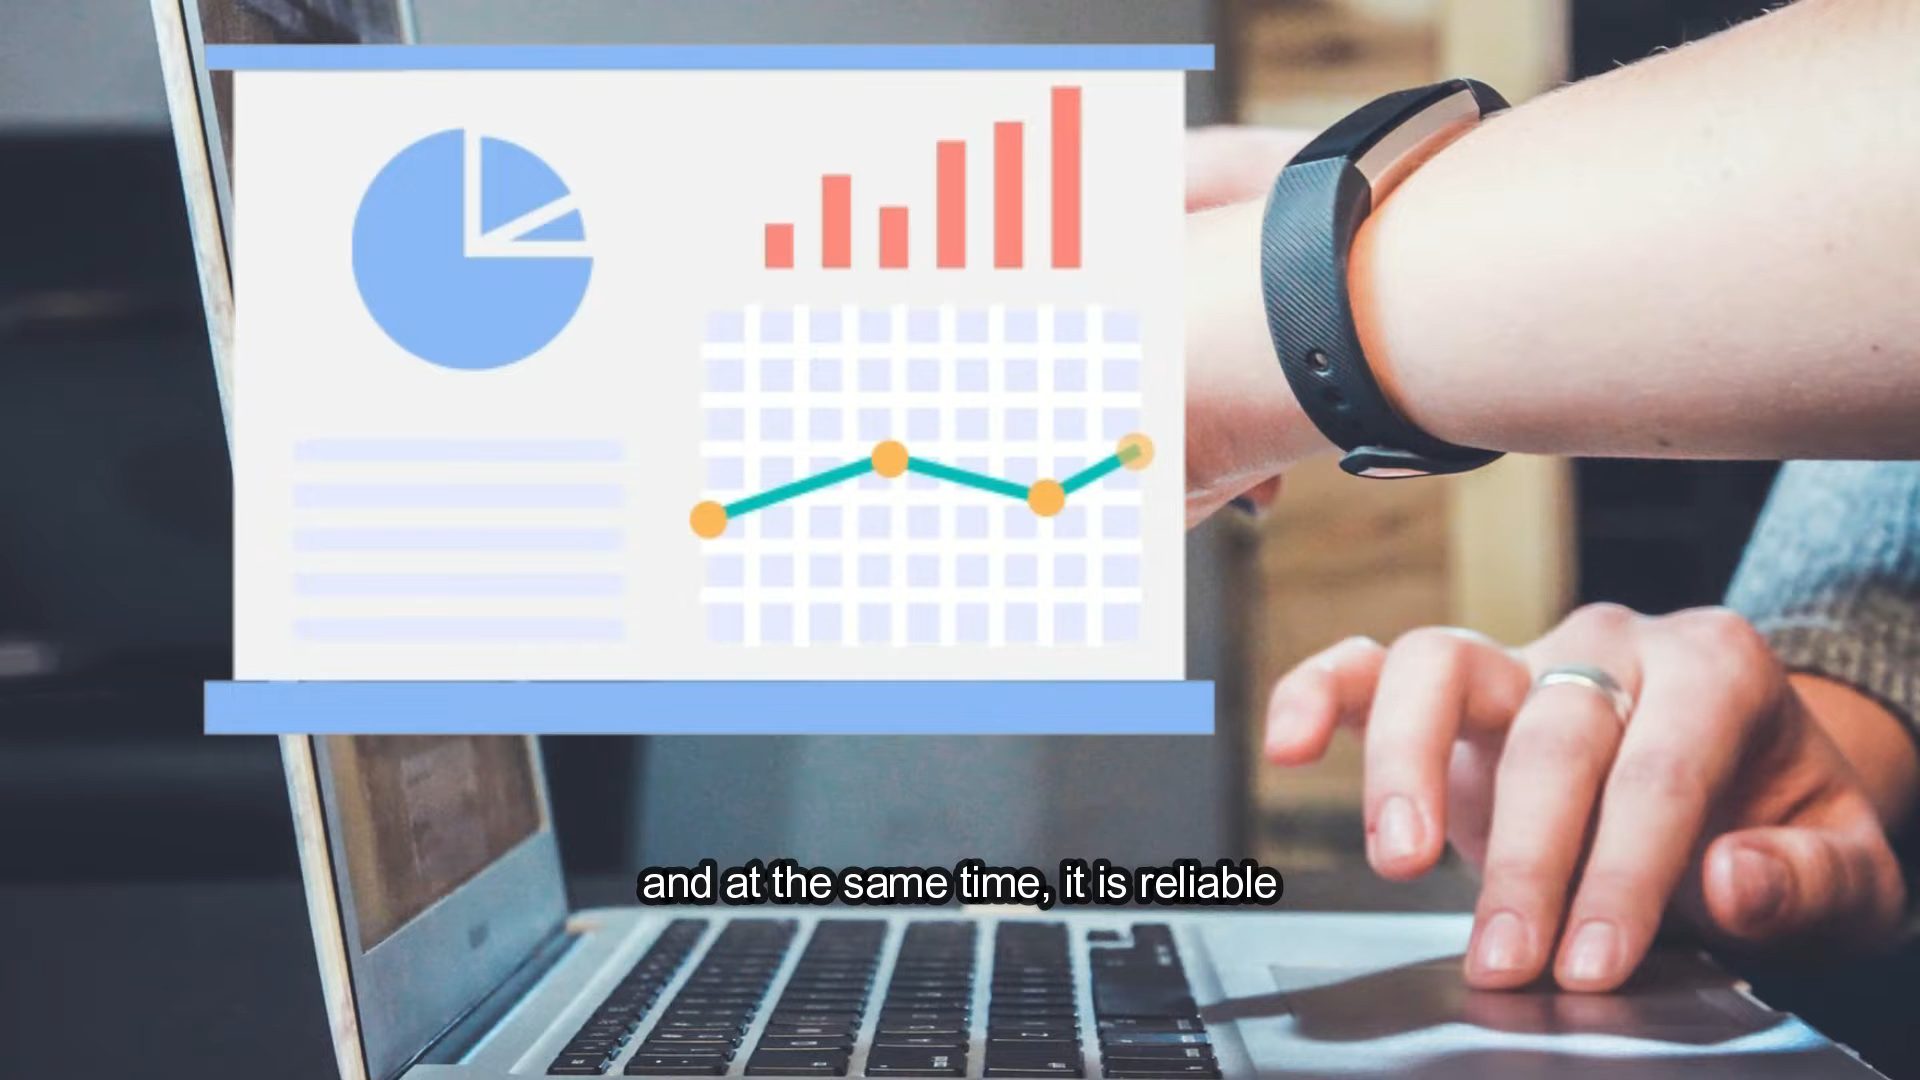 and at the same time, it is reliable